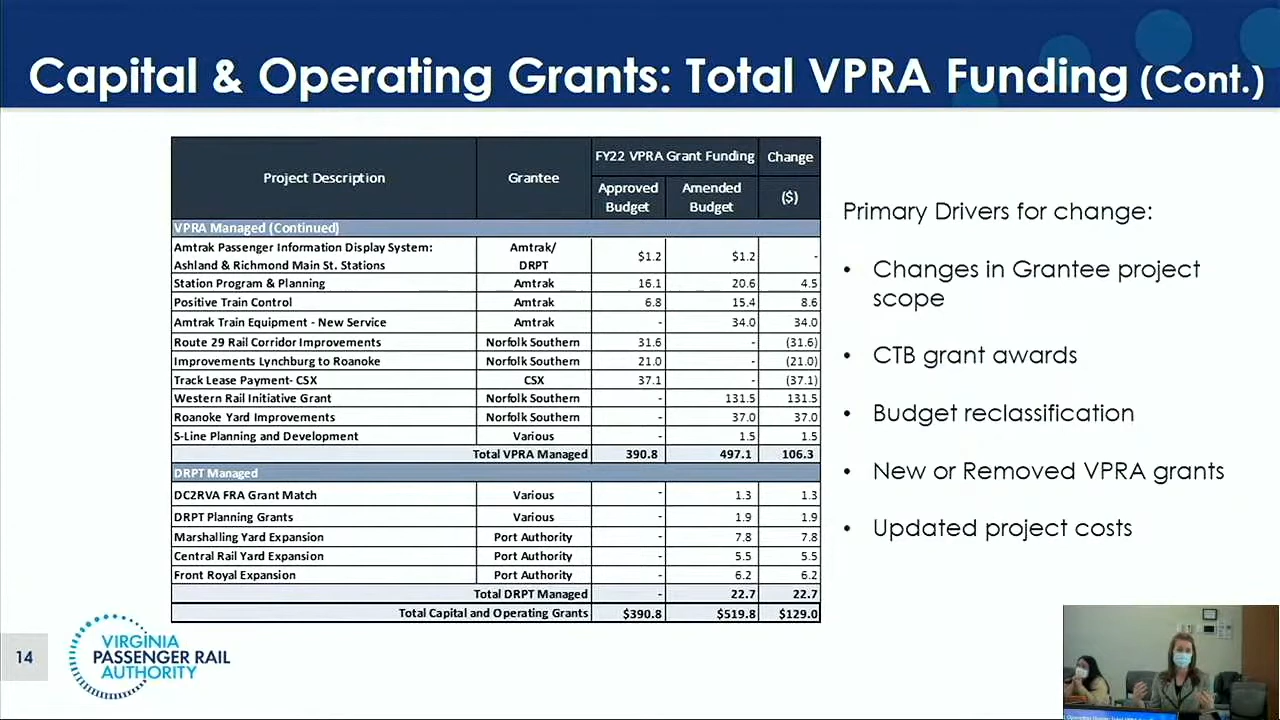 Capital & Operating Grants: Total VPRA Funding (Cont.)
Project Description Grantee FY22 VPRA Grant Funding Change
Approved Budget Amended Budget ($)
VPRA Managed (Continued)
Amtrak Passenger Information Display System: Amtrak/
Ashland & Richmond Main St. Stations DRPT $1.2 $1.2 -
Station Program & Planning Amtrak 16.1 20.6 4.5
Positive Train Control Amtrak 6.8 15.4 8.6
Amtrak Train Equipment - New Service Amtrak - 34.0 34.0
Route 29 Rail Corridor Improvements Norfolk Southern 31.6 - (31.6)
Improvements Lynchburg to Roanoke Norfolk Southern 21.0 - (21.0)
Track Lease Payment- CSX CSX 37.1 - (37.1)
Western Rail Initiative Grant Norfolk Southern - 131.5 131.5
Roanoke Yard Improvements Norfolk Southern - 37.0 37.0
S-Line Planning and Development Various - 1.5 1.5
Total VPRA Managed 390.8 497.1 106.3
DRPT Managed
DC2RVA FRA Grant Match Various - 1.3 1.3
DRPT Planning Grants Various - 1.9 1.9
Marshalling Yard Expansion Port Authority - 7.8 7.8
Central Rail Yard Expansion Port Authority - 5.5 5.5
Front Royal Expansion Port Authority - 6.2 6.2
Total DRPT Managed 22.7 22.7
Total Capital and Operating Grants $390.8 $519.8 $129.0
Primary Drivers for change:
• Changes in Grantee project
scope
• CTB grant awards
• Budget reclassification
• New or Removed VPRA grants
• Updated project costs
14
VIRGINIA
PASSENGER RAIL
AUTHORITY